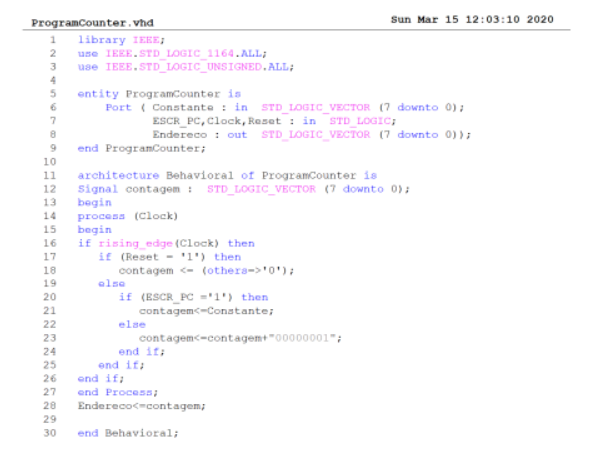 ProgramCounter.vhd Sun Mar 15 12:03:10 2020
1 library IEEE;
2 use IEEE.STD_LOGIC_1164.ALL;
3 use IEEE.STD_LOGIC_UNSIGNED.ALL;
4
5 entity ProgramCounter is
6 Port ( Constante : in STD_LOGIC_VECTOR (7 downto 0);
7 ESCR_PC,Clock,Reset : in STD_LOGIC;
8 Endereco : out STD_LOGIC_VECTOR (7 downto 0));
9 end ProgramCounter;
10
11 architecture Behavioral of ProgramCounter is
12 Signal contagem : STD_LOGIC_VECTOR (7 downto 0);
13 begin
14 process (Clock)
15 begin
16 if rising_edge(Clock) then
17 if (Reset = '1') then
18 contagem <= (others=>'0');
19 else
20 if (ESCR_PC ='1') then
21 contagem<=Constante;
22 else
23 contagem<=contagem+"00000001";
24 end if;
25 end if;
26 end if;
27 end Process;
28 Endereco<=contagem;
29
30 end Behavioral;